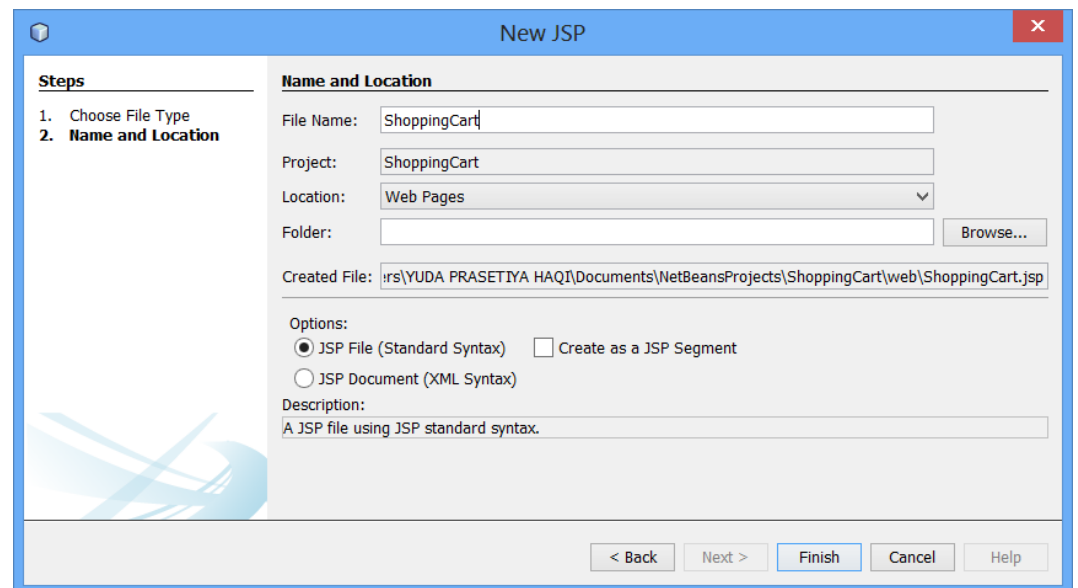 New JSP
Steps
1. Choose File Type
2. Name and Location
Name and Location
File Name: ShoppingCart
Project: ShoppingCart
Location: Web Pages
Folder: Browse...
Created File: ers\YUDA PRASETIYA HAQI\Documents\NetBeansProjects\ShoppingCart\web\ShoppingCart.jsp
Options:
JSP File (Standard Syntax) Create as a JSP Segment
JSP Document (XML Syntax)
Description:
A JSP file using JSP standard syntax.
< Back Next > Finish Cancel Help